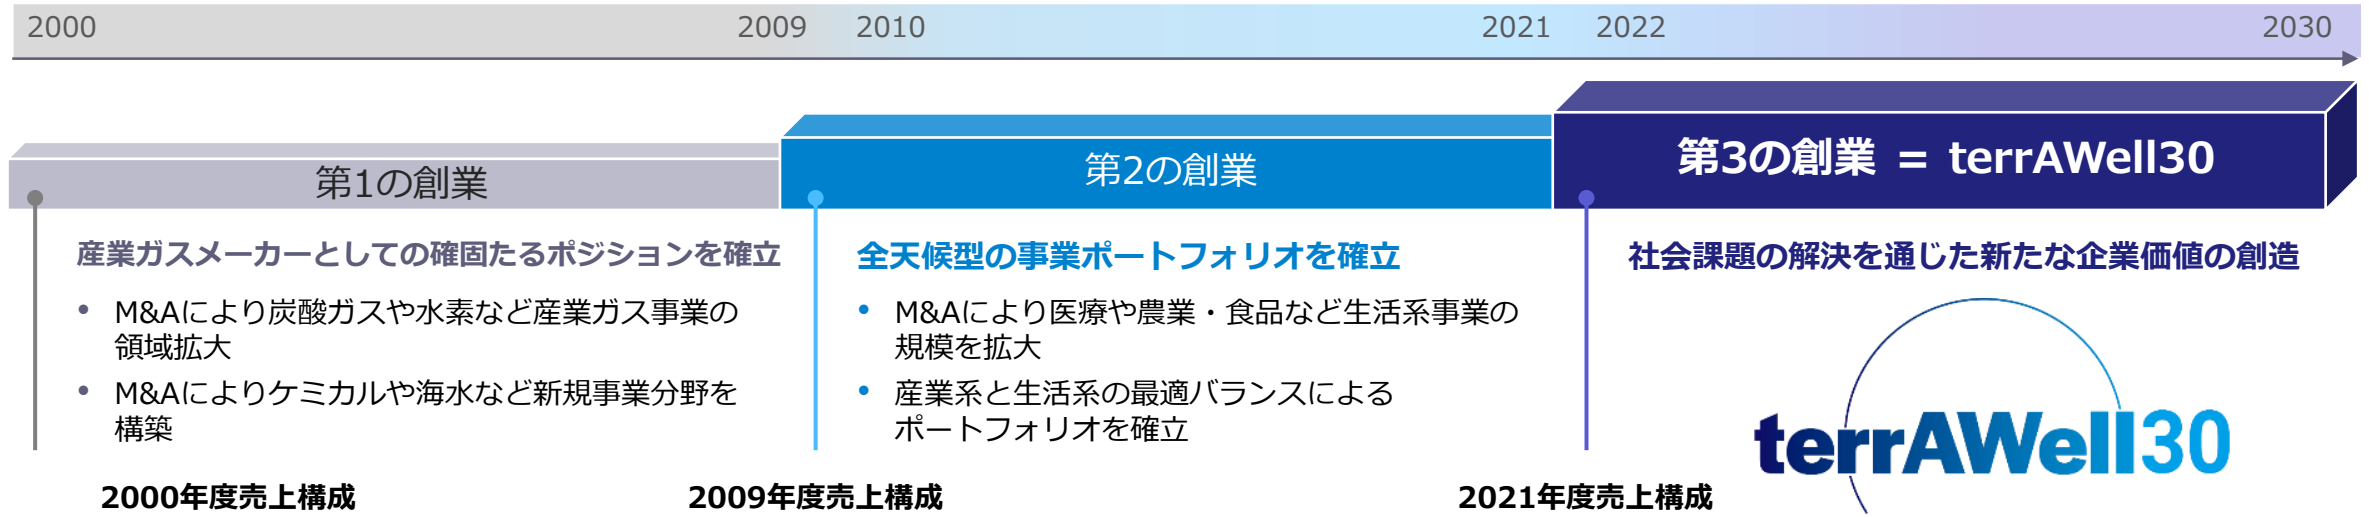 2000 2009 2010 2021 2022 2030
第1の創業
第2の創業
第3の創業 = terrAWell30
産業ガスメーカーとしての確固たるポジションを確立
• M&Aにより炭酸ガスや水素など産業ガス事業の
領域拡大
• M&Aによりケミカルや海水など新規事業分野を
構築
全天候型の事業ポートフォリオを確立
• M&Aにより医療や農業・食品など生活系事業の
規模を拡大
• 産業系と生活系の最適バランスによる
ポートフォリオを確立
社会課題の解決を通じた新たな企業価値の創造
terrAWell30
2000年度売上構成
2009年度売上構成
2021年度売上構成